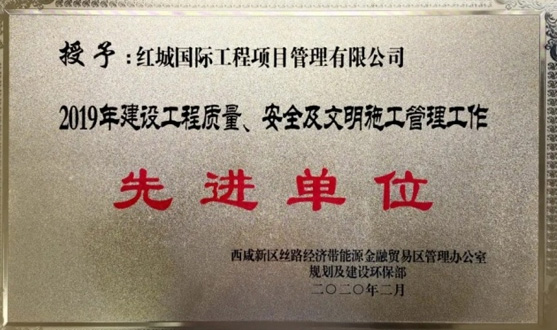 授予：红城国际工程项目管理有限公司
2019年建设工程质量、安全及文明施工管理工作
先进单位
西咸新区丝路经济带能源金融贸易区管理办公室
规划及建设环保部
二〇二〇年二月